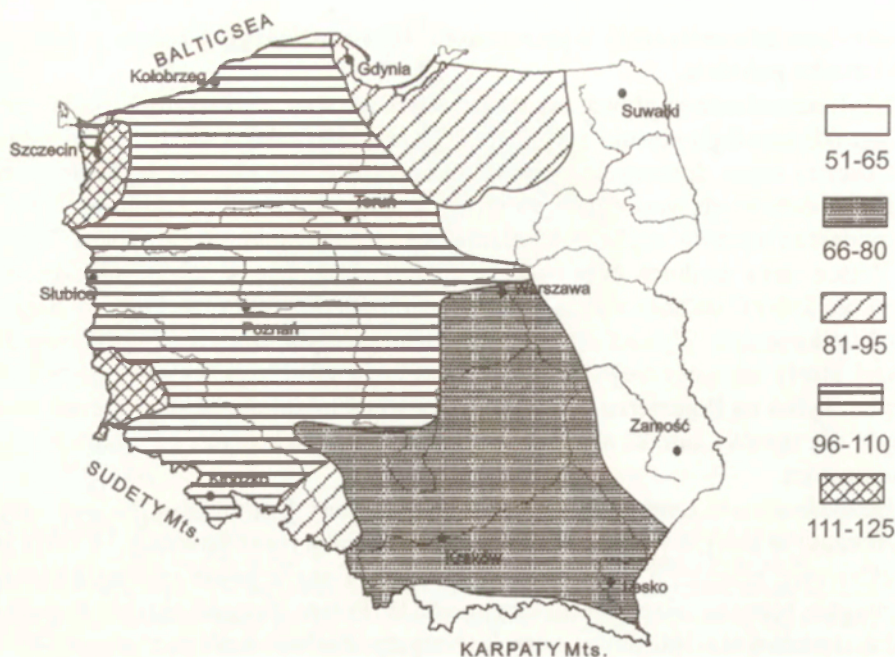 BALTIC SEA
Kołobrzeg
Gdynia
Suwałki
Szczecin
Toruń
Słubice
Warszawa
Poznań
Zamość
SUDETY Mts.
Kłodzko
Kraków
Lesko
KARPATY Mts.
51-65
66-80
81-95
96-110
111-125